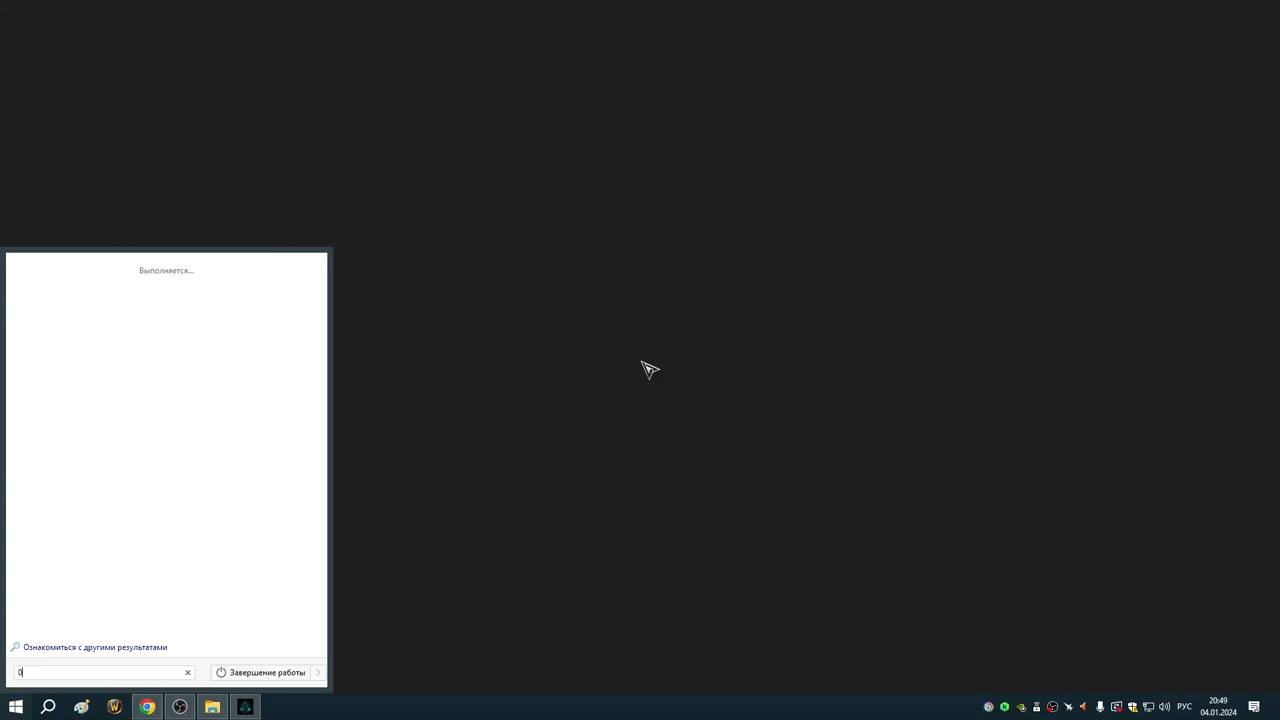 Выполняется...
Ознакомиться с другими результатами
0
Завершение работы
РУС
20:49
04.01.2024